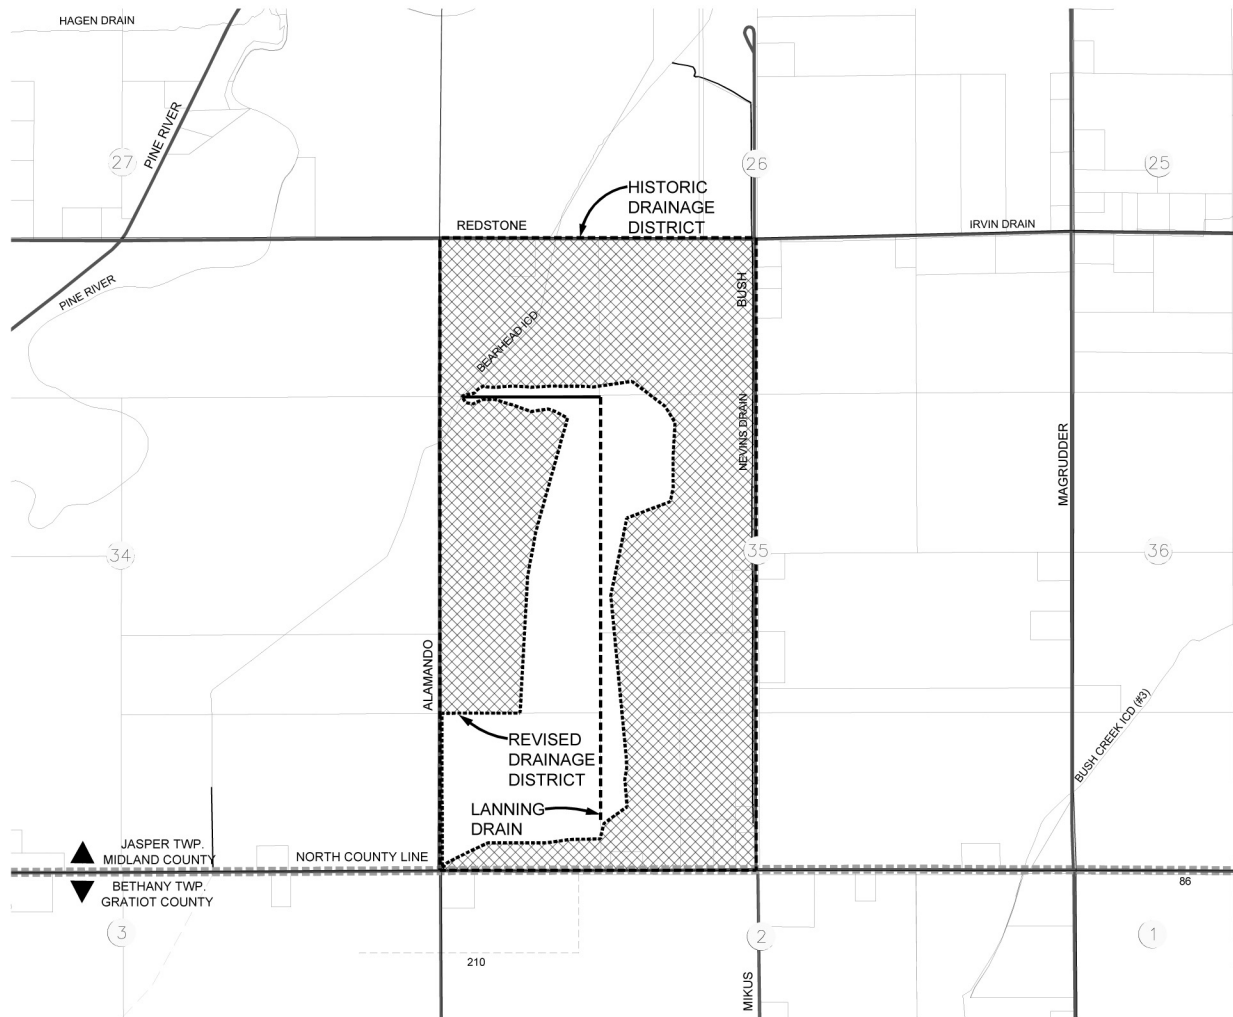 HAGEN DRAIN
PINE RIVER
27
26
25
HISTORIC
DRAINAGE
DISTRICT
REDSTONE
IRVIN DRAIN
PINE RIVER
BUSH
BEARHEAD ICD
NEVINS DRAIN
MAGRUDDER
34
35
36
ALAMANDO
BUSH CREEK ICD (#3)
REVISED
DRAINAGE
DISTRICT
LANNING
DRAIN
JASPER TWP.
MIDLAND COUNTY
NORTH COUNTY LINE
BETHANY TWP.
GRATIOT COUNTY
86
3
2
1
210
MIKUS